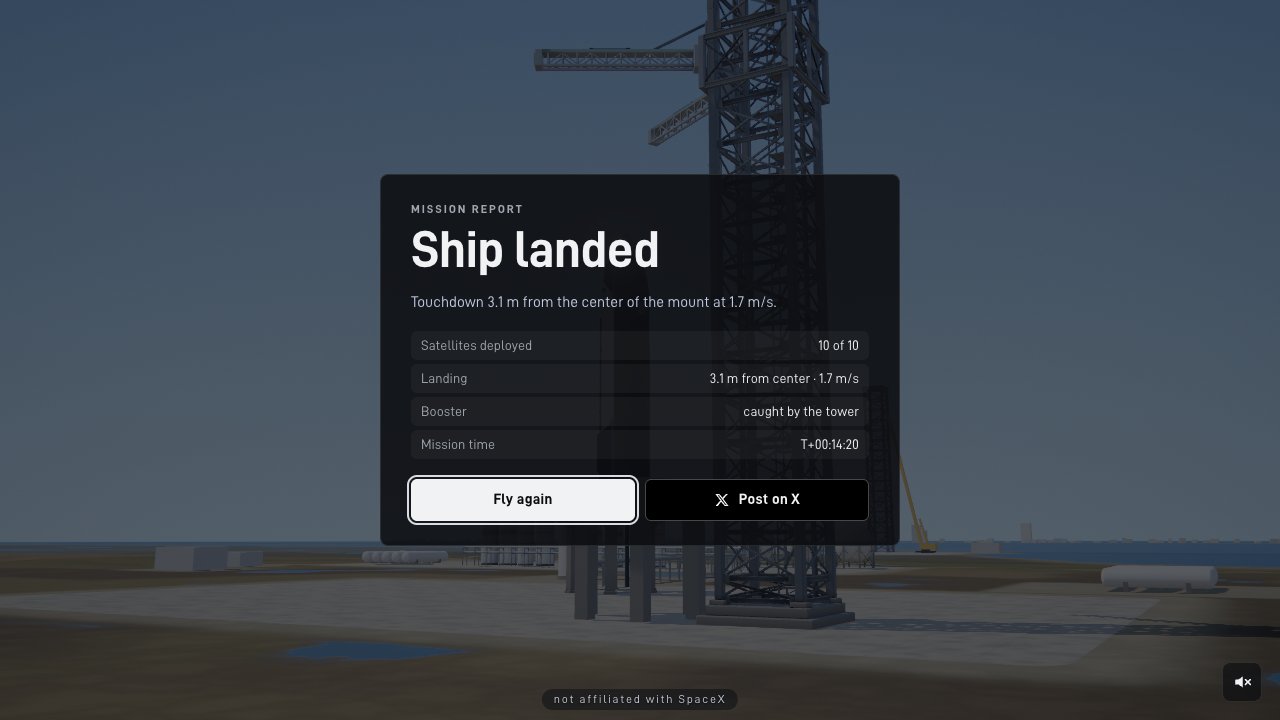 MISSION REPORT
Ship landed
Touchdown 3.1 m from the center of the mount at 1.7 m/s.
Satellites deployed 10 of 10
Landing 3.1 m from center · 1.7 m/s
Booster caught by the tower
Mission time T+00:14:20
Fly again Post on X
not affiliated with SpaceX